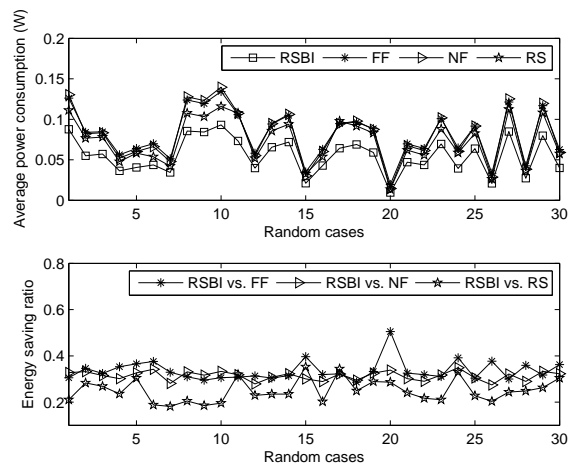 Average power consumption (W)
0.2
0.15
0.1
0.05
0
RSBI FF NF RS
5 10 15 20 25 30
Random cases
Energy saving ratio
0.8
0.6
0.4
0.2
RSBI vs. FF RSBI vs. NF RSBI vs. RS
5 10 15 20 25 30
Random cases